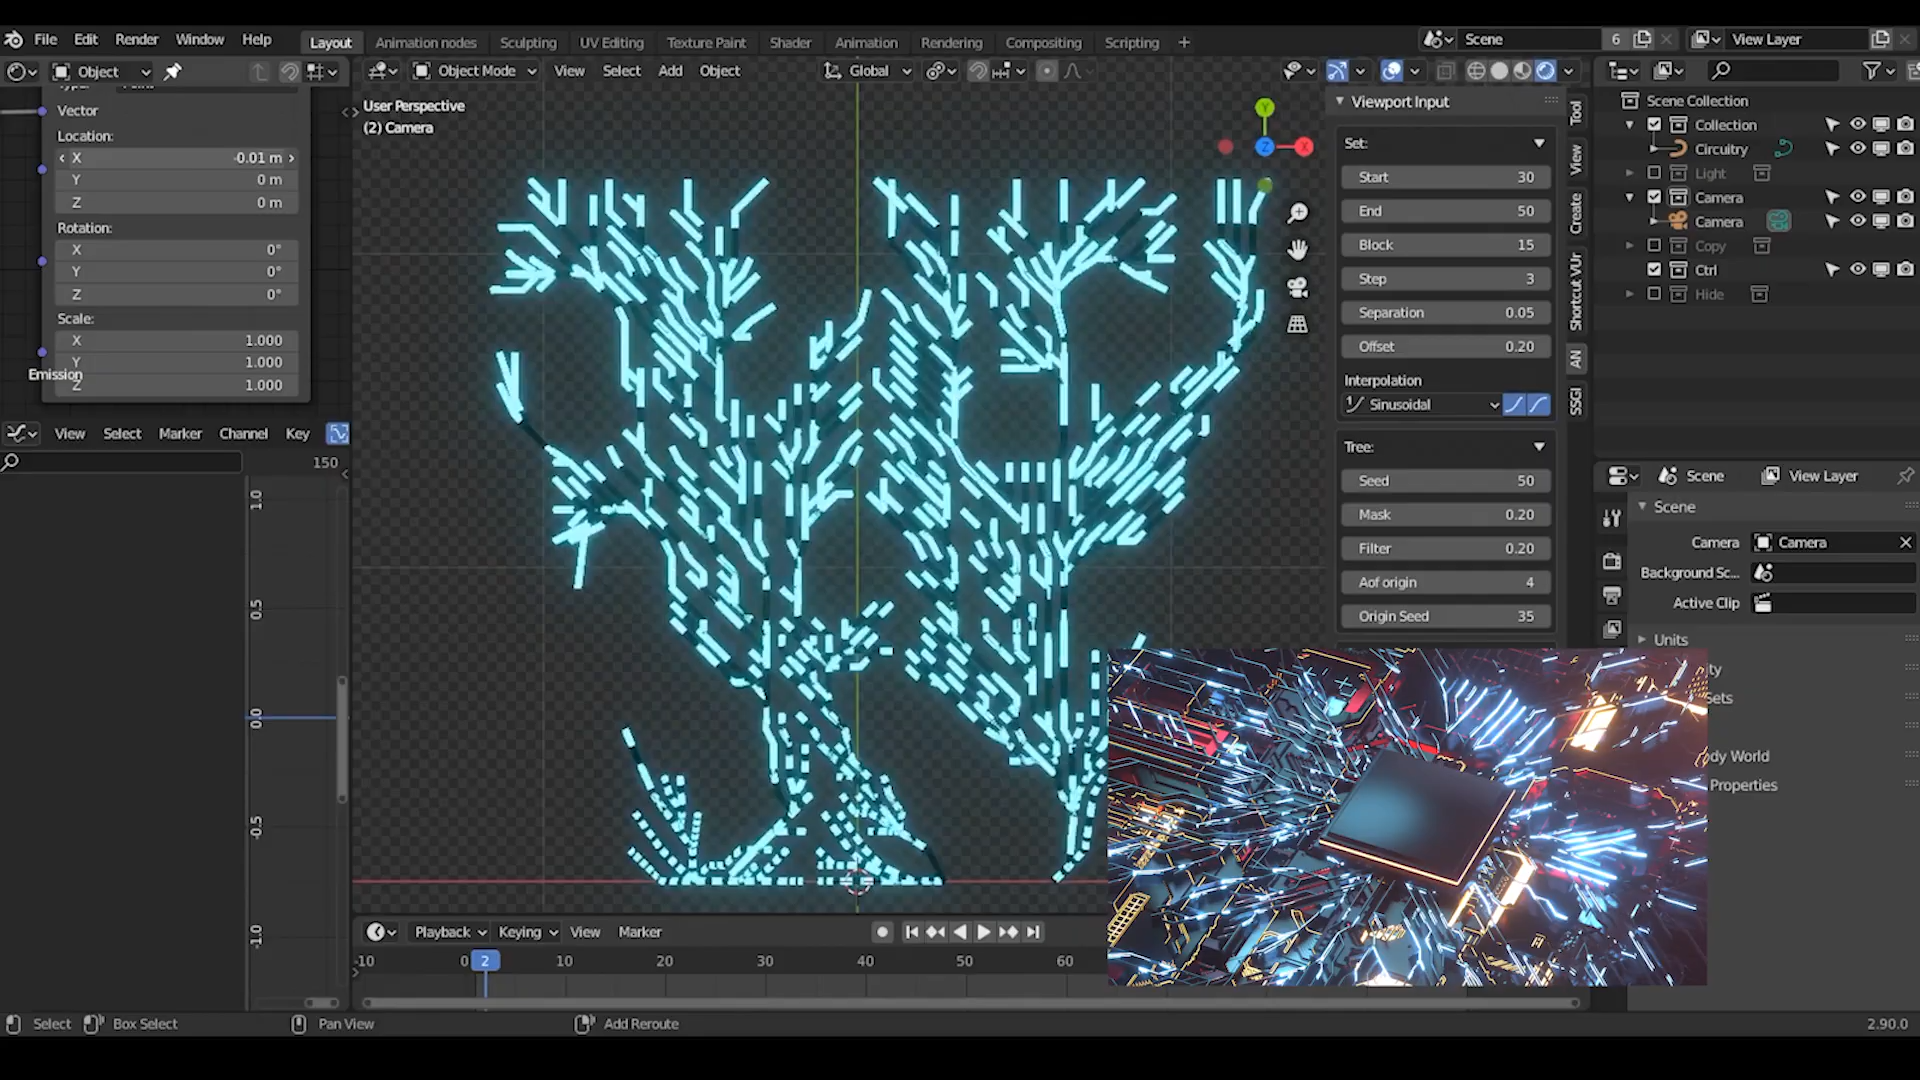 File Edit Render Window Help
Layout Animation nodes Sculpting UV Editing Texture Paint Shader Animation Rendering Compositing Scripting +
Scene 6 View Layer
Object
Object Mode View Select Add Object Global
Vector
Location:
X -0.01 m
Y 0 m
Z 0 m
Rotation:
X 0°
Y 0°
Z 0°
Scale:
X 1.000
Y 1.000
Z 1.000
Emission
View Select Marker Channel Key
150
1.0
0.5
0.0
-0.5
-1.0
User Perspective
(2) Camera
Y
Z
X
Viewport Input
Set:
Start 30
End 50
Block 15
Step 3
Separation 0.05
Offset 0.20
Interpolation
Sinusoidal
Tree:
Seed 50
Mask 0.20
Filter 0.20
Aof origin 4
Origin Seed 35
Tool
View
Create
Shortcut VUr
AN
SSGI
Scene Collection
Collection
Circuitry
Light
Camera
Camera
Copy
Ctrl
Hide
Scene View Layer
Scene
Camera Camera
Background Sc...
Active Clip
Units
ty
Sets
ody World
Properties
Playback Keying View Marker
-10 0 2 10 20 30 40 50 60
Select Box Select Pan View Add Reroute 2.90.0